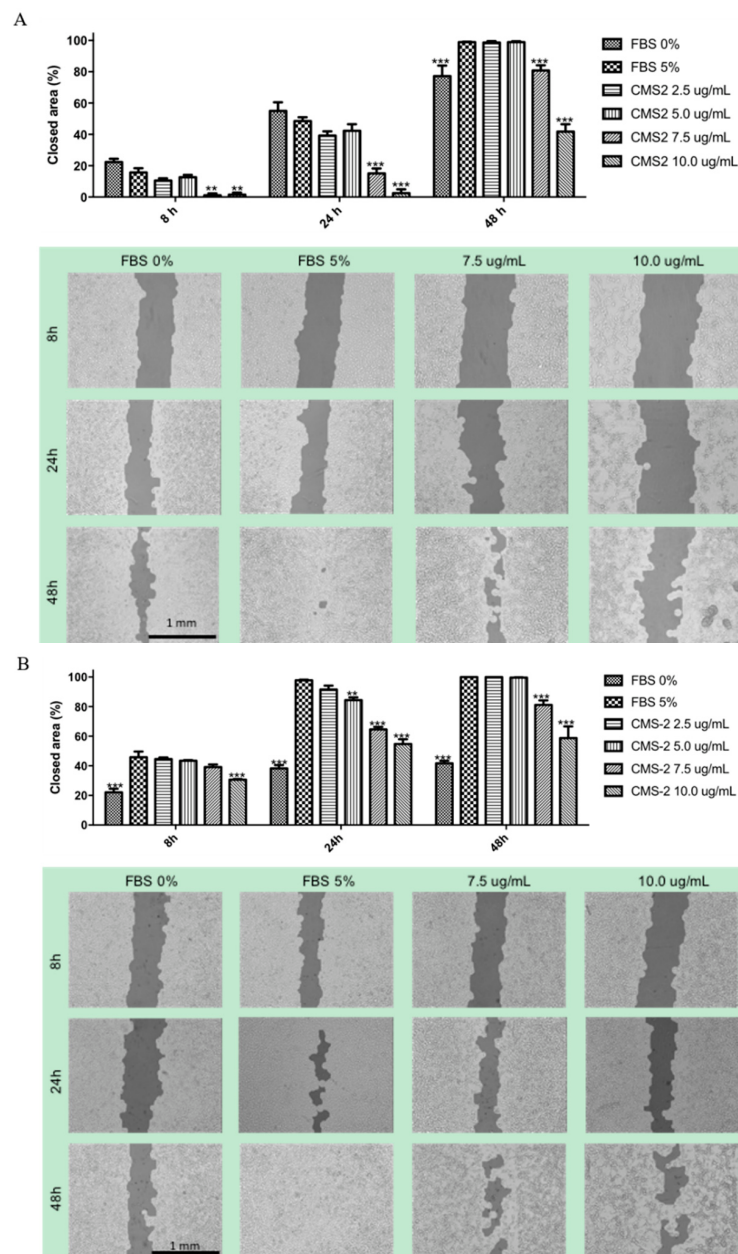 A
100
80
60
40
20
0
Closed area (%)
** **
*** ***
*** *** ***
8 h 24 h 48 h
FBS 0%
FBS 5%
CMS2 2.5 ug/mL
CMS2 5.0 ug/mL
CMS2 7.5 ug/mL
CMS2 10.0 ug/mL
FBS 0% FBS 5% 7.5 ug/mL 10.0 ug/mL
8h
24h
48h
1 mm
B
100
80
60
40
20
0
Closed area (%)
*** ***
*** ** *** ***
*** *** ***
8h 24h 48h
FBS 0%
FBS 5%
CMS-2 2.5 ug/mL
CMS-2 5.0 ug/mL
CMS-2 7.5 ug/mL
CMS-2 10.0 ug/mL
FBS 0% FBS 5% 7.5 ug/mL 10.0 ug/mL
8h
24h
48h
1 mm